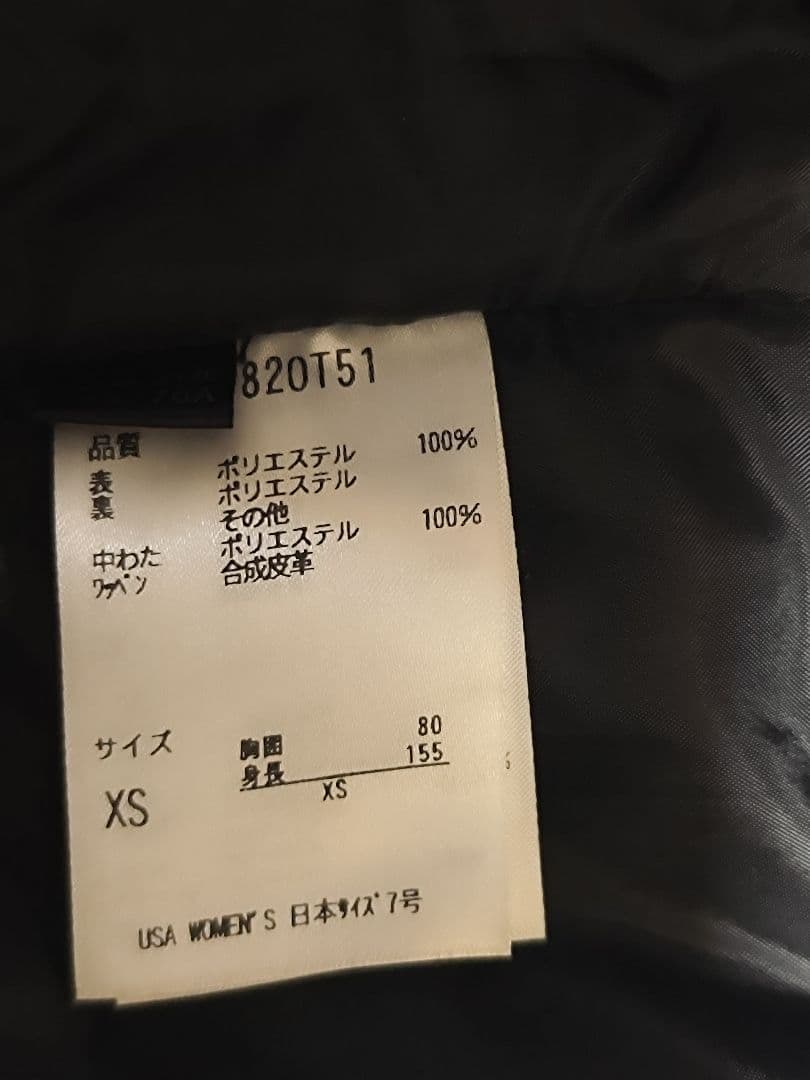 820T51
品質
表 ポリエステル 100%
裏 ポリエステル
その他
中わた ポリエステル 100%
ﾜｯﾍﾟﾝ 合成皮革
サイズ 胸囲 80
身長 155
XS XS
USA WOMEN'S 日本ｻｲｽﾞ7号